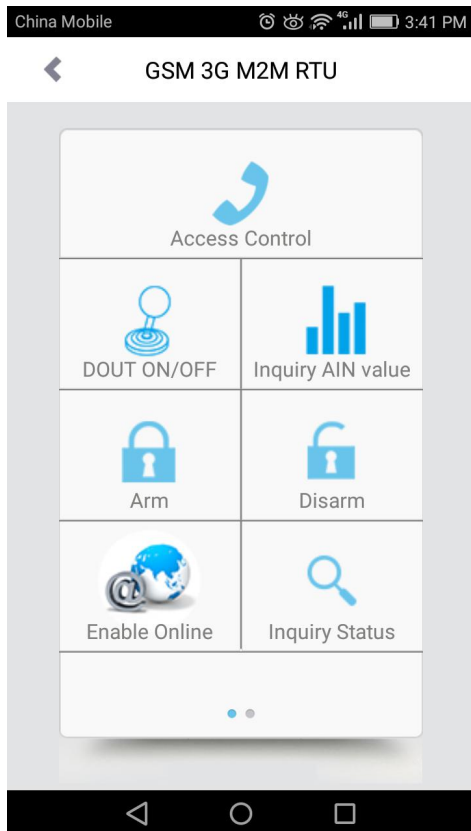 China Mobile 4G 3:41 PM
GSM 3G M2M RTU
Access Control
DOUT ON/OFF Inquiry AIN value
Arm Disarm
@
Enable Online Inquiry Status